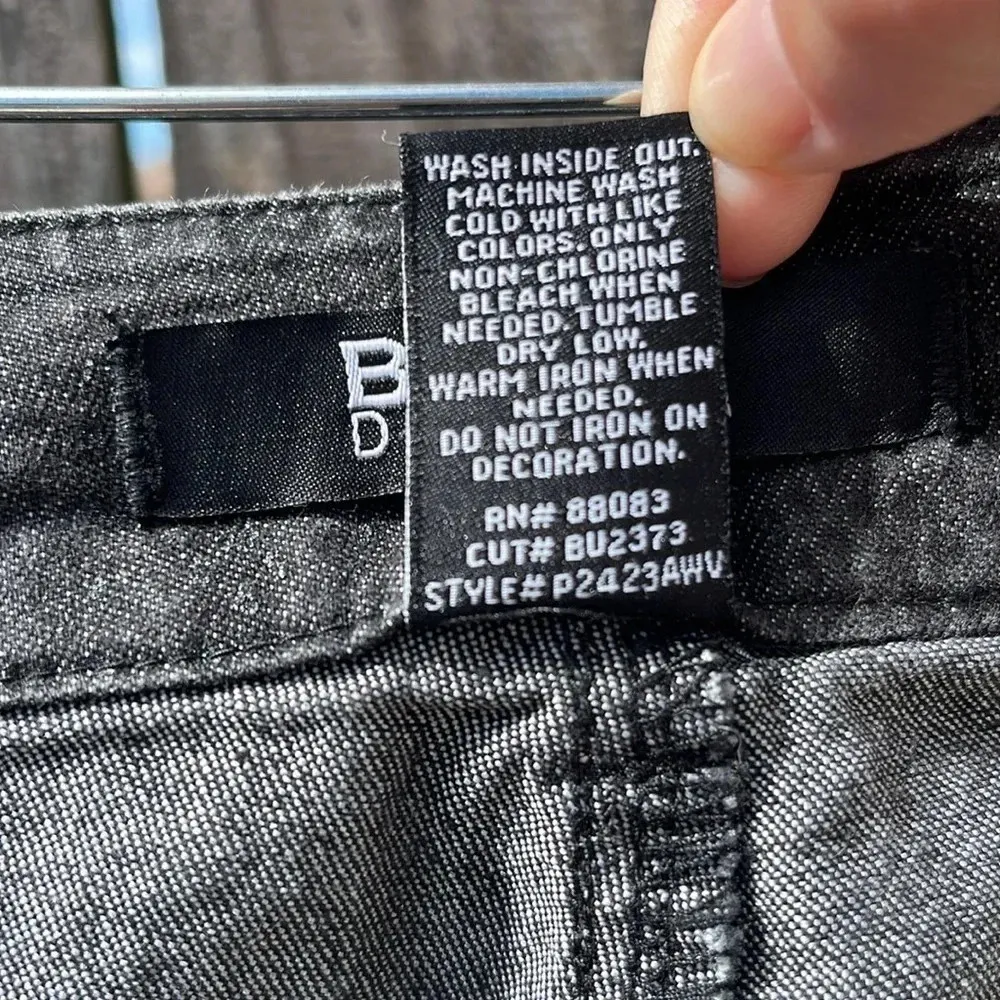 WASH INSIDE OUT.
MACHINE WASH
COLD WITH LIKE
COLORS. ONLY
NON-CHLORINE
BLEACH WHEN
NEEDED. TUMBLE
DRY LOW.
WARM IRON WHEN
NEEDED.
DO NOT IRON ON
DECORATION.
RN# 88083
CUT# BU2373
STYLE# P2423AWV
B
D